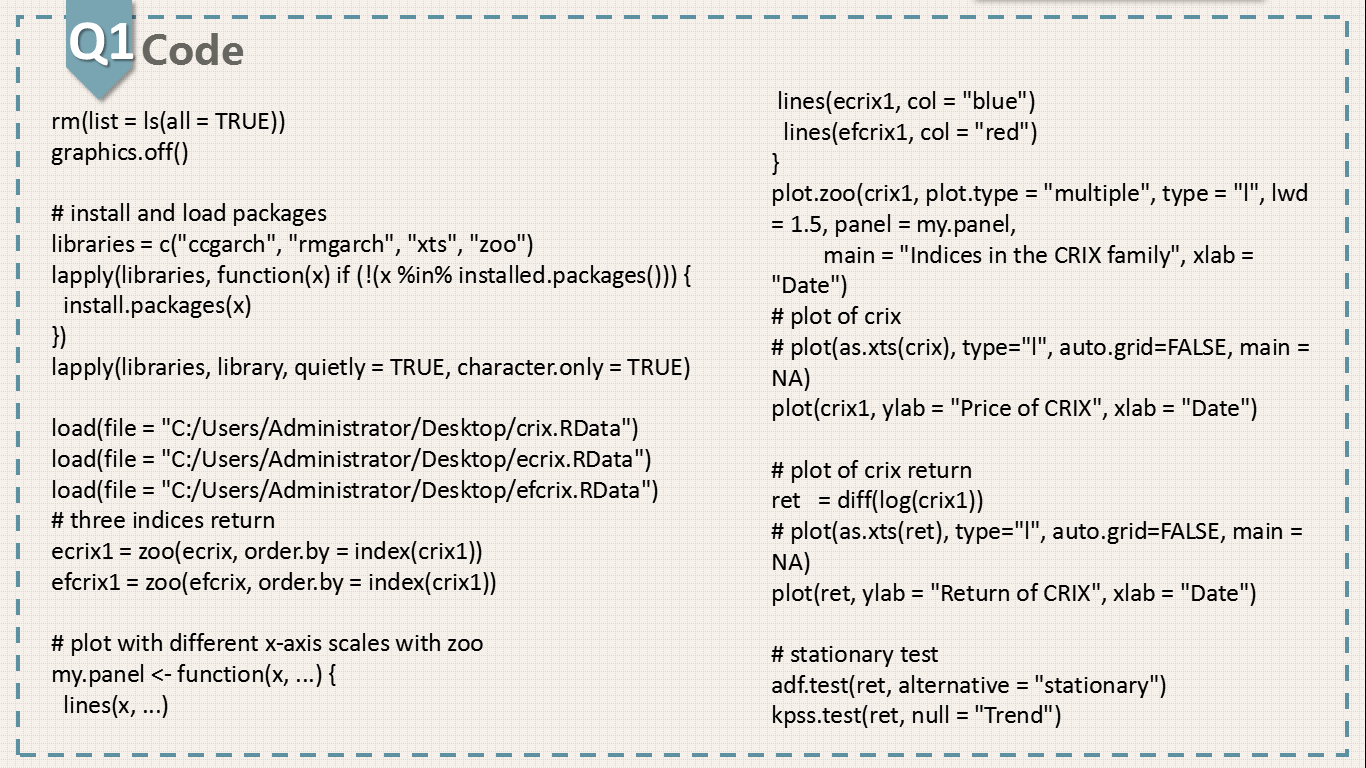 Q1 Code
rm(list = ls(all = TRUE))
graphics.off()
# install and load packages
libraries = c("ccgarch", "rmgarch", "xts", "zoo")
lapply(libraries, function(x) if (!(x %in% installed.packages())) {
  install.packages(x)
})
lapply(libraries, library, quietly = TRUE, character.only = TRUE)
load(file = "C:/Users/Administrator/Desktop/crix.RData")
load(file = "C:/Users/Administrator/Desktop/ecrix.RData")
load(file = "C:/Users/Administrator/Desktop/efcrix.RData")
# three indices return
ecrix1 = zoo(ecrix, order.by = index(crix1))
efcrix1 = zoo(efcrix, order.by = index(crix1))
# plot with different x-axis scales with zoo
my.panel <- function(x, ...) {
  lines(x, ...)
 lines(ecrix1, col = "blue")
  lines(efcrix1, col = "red")
}
plot.zoo(crix1, plot.type = "multiple", type = "l", lwd
= 1.5, panel = my.panel,
         main = "Indices in the CRIX family", xlab =
"Date")
# plot of crix
# plot(as.xts(crix), type="l", auto.grid=FALSE, main =
NA)
plot(crix1, ylab = "Price of CRIX", xlab = "Date")
# plot of crix return
ret   = diff(log(crix1))
# plot(as.xts(ret), type="l", auto.grid=FALSE, main =
NA)
plot(ret, ylab = "Return of CRIX", xlab = "Date")
# stationary test
adf.test(ret, alternative = "stationary")
kpss.test(ret, null = "Trend")